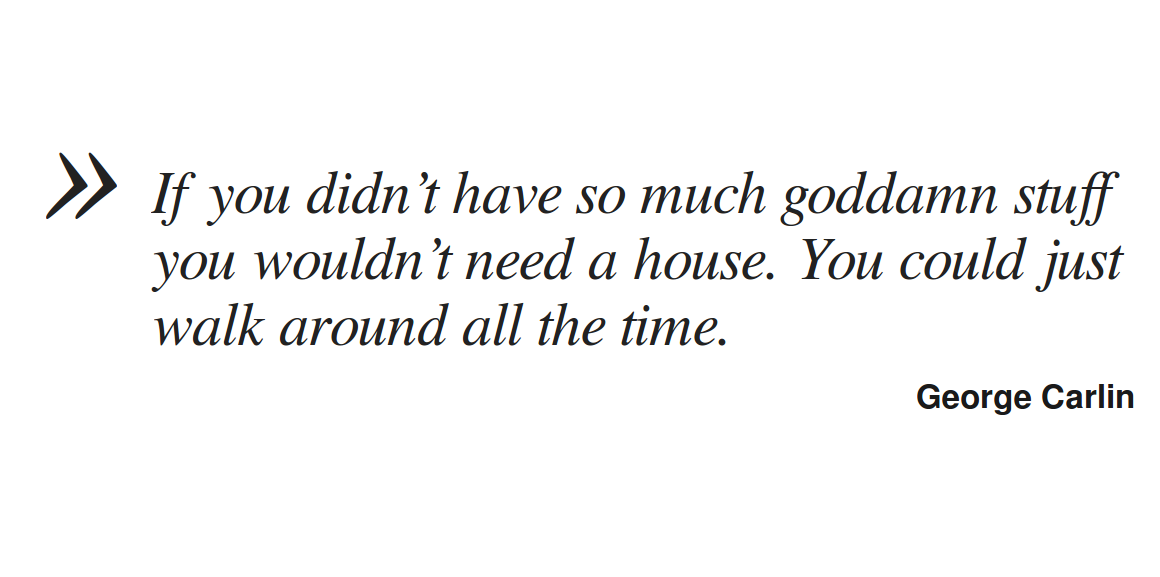 » If you didn’t have so much goddamn stuff
you wouldn’t need a house. You could just
walk around all the time.
George Carlin